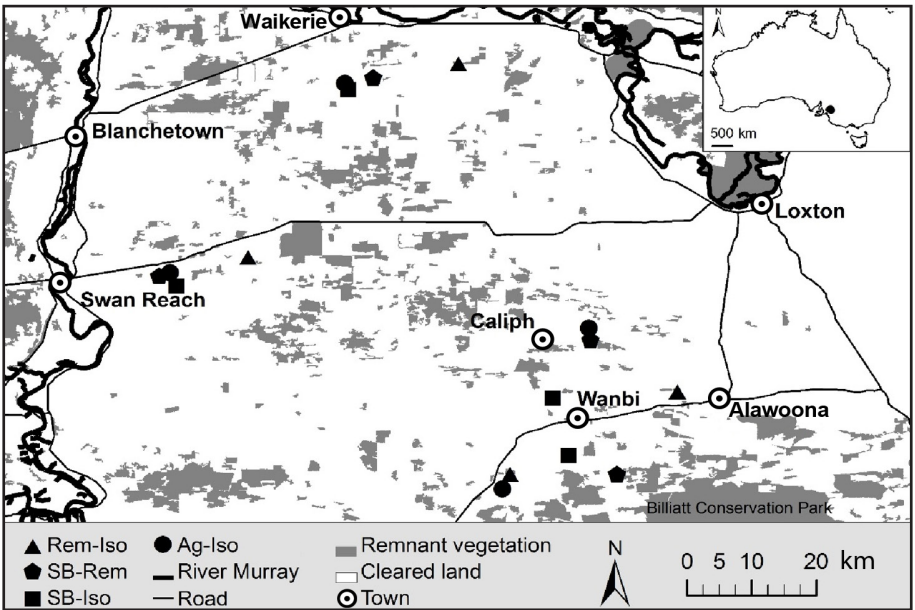 Waikerie
N
500 km
Blanchetown
Loxton
Swan Reach
Caliph
Wanbi
Alawoona
Billiatt Conservation Park
Rem-Iso
Ag-Iso
Remnant vegetation
N
SB-Rem
River Murray
Cleared land
0 5 10 20 km
SB-Iso
Road
Town